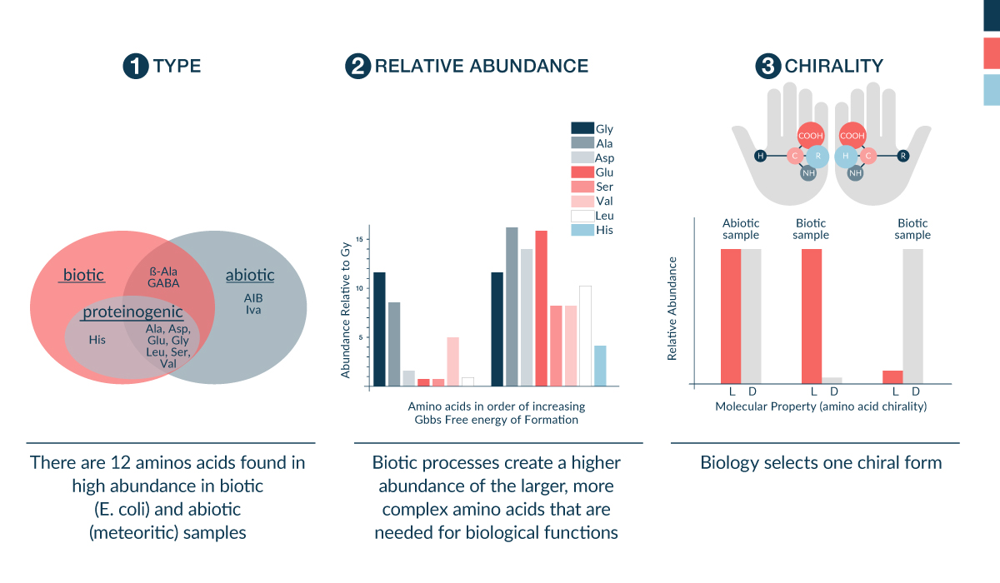 1 TYPE
biotic
ß-Ala
GABA
abiotic
AIB
Iva
proteinogenic
His
Ala, Asp,
Glu, Gly
Leu, Ser,
Val
There are 12 aminos acids found in
high abundance in biotic
(E. coli) and abiotic
(meteoritic) samples
2 RELATIVE ABUNDANCE
Gly
Ala
Asp
Glu
Ser
Val
Leu
His
Abundance Relative to Gy
15
10
5
Amino acids in order of increasing
Gbbs Free energy of Formation
Biotic processes create a higher
abundance of the larger, more
complex amino acids that are
needed for biological functions
3 CHIRALITY
COOH COOH
H C R H C R
NH NH
Abiotic
sample
Biotic
sample
Biotic
sample
Relative Abundance
L D L D L D
Molecular Property (amino acid chirality)
Biology selects one chiral form